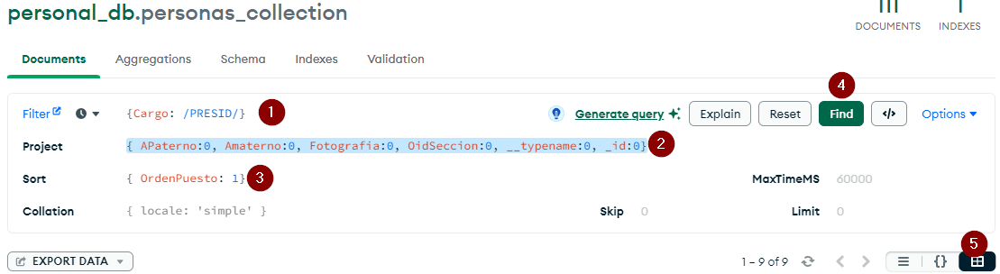 personal_db.personas_collection
DOCUMENTS INDEXES
Documents Aggregations Schema Indexes Validation
4
Filter {Cargo: /PRESID/} 1 Generate query Explain Reset Find </> Options
Project { APaterno:0, Amaterno:0, Fotografia:0, OidSeccion:0, __typename:0, _id:0} 2
Sort { OrdenPuesto: 1} 3 MaxTimeMS 60000
Collation { locale: 'simple' } Skip 0 Limit 0
5
EXPORT DATA 1 – 9 of 9 {}